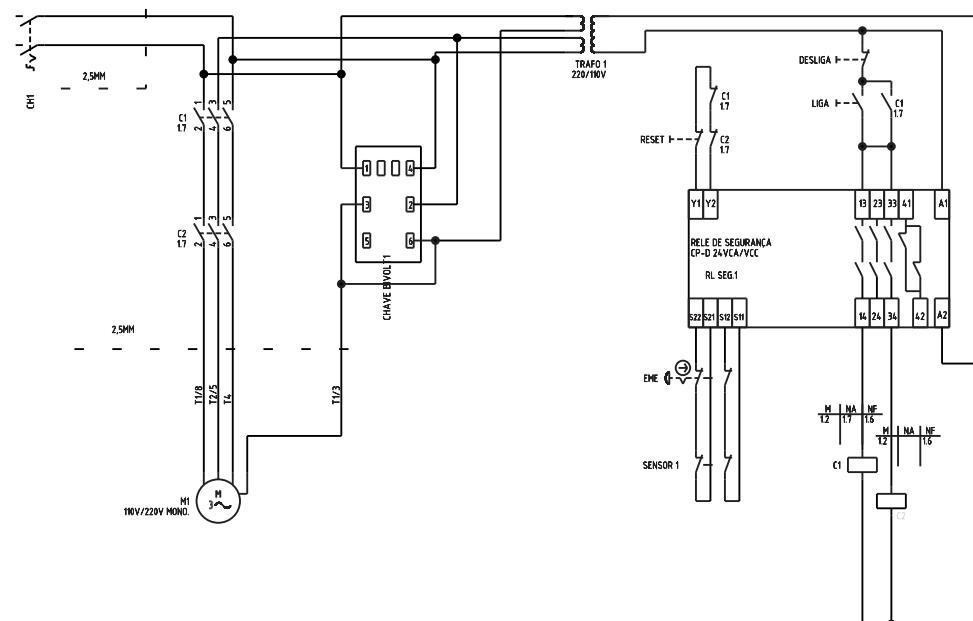 CH1
2,5MM
1 3 5
C1
1.7
2 4 6
1 3 5
C2
1.7
2 4 6
2,5MM
T1/8
T2/5
T4
T1/3
M1
110V/220V MONO.
M
3
1 4
3 2
5 6
CHAVE BIVOLT1
TRAFO 1
220/110V
DESLIGA
LIGA
C1
1.7
C1
1.7
RESET
C2
1.7
Y1 Y2 13 23 33 41 A1
RELE DE SEGURANÇA
CP-D 24VCA/VCC
RL SEG.1
S22 S21 S12 S11 14 24 34 42 A2
EME
SENSOR 1
M NA NF
1.2 1.7 1.6
M NA NF
1.2 1.6
C1
C2